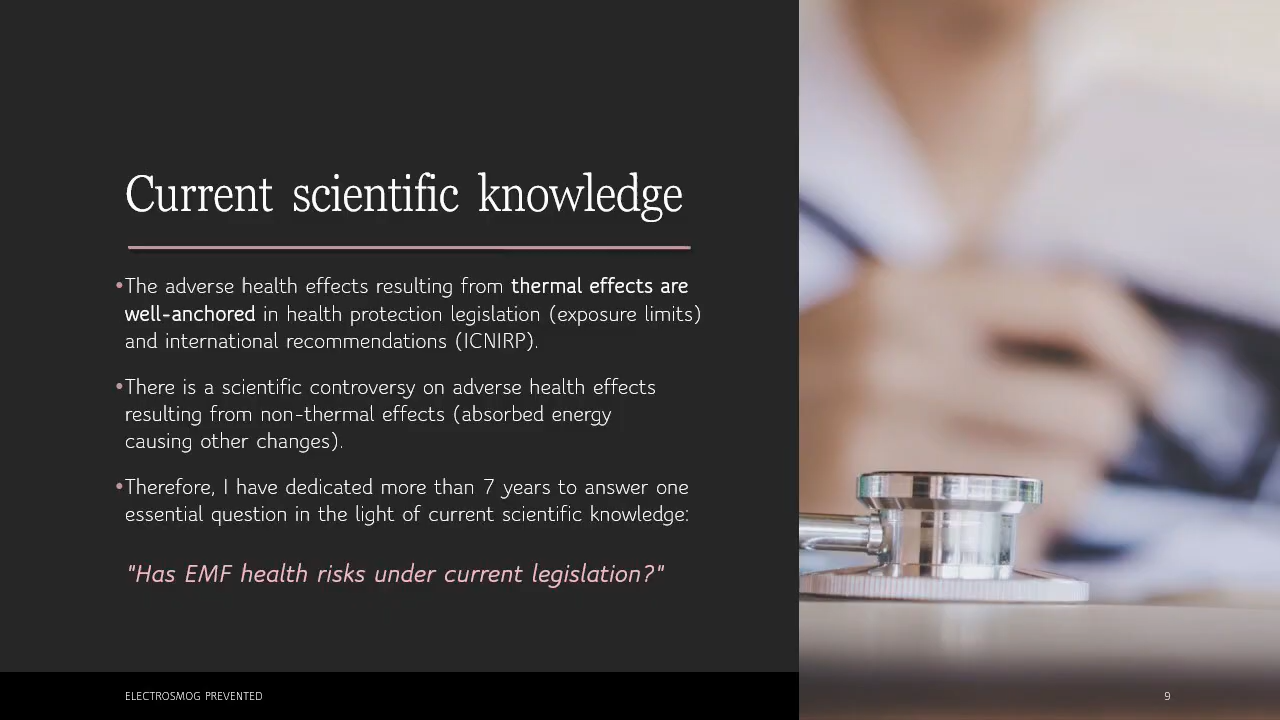 Current scientific knowledge
•The adverse health effects resulting from thermal effects are
well-anchored in health protection legislation (exposure limits)
and international recommendations (ICNIRP).
•There is a scientific controversy on adverse health effects
resulting from non-thermal effects (absorbed energy
causing other changes).
•Therefore, I have dedicated more than 7 years to answer one
essential question in the light of current scientific knowledge:
"Has EMF health risks under current legislation?"
ELECTROSMOG PREVENTED
9